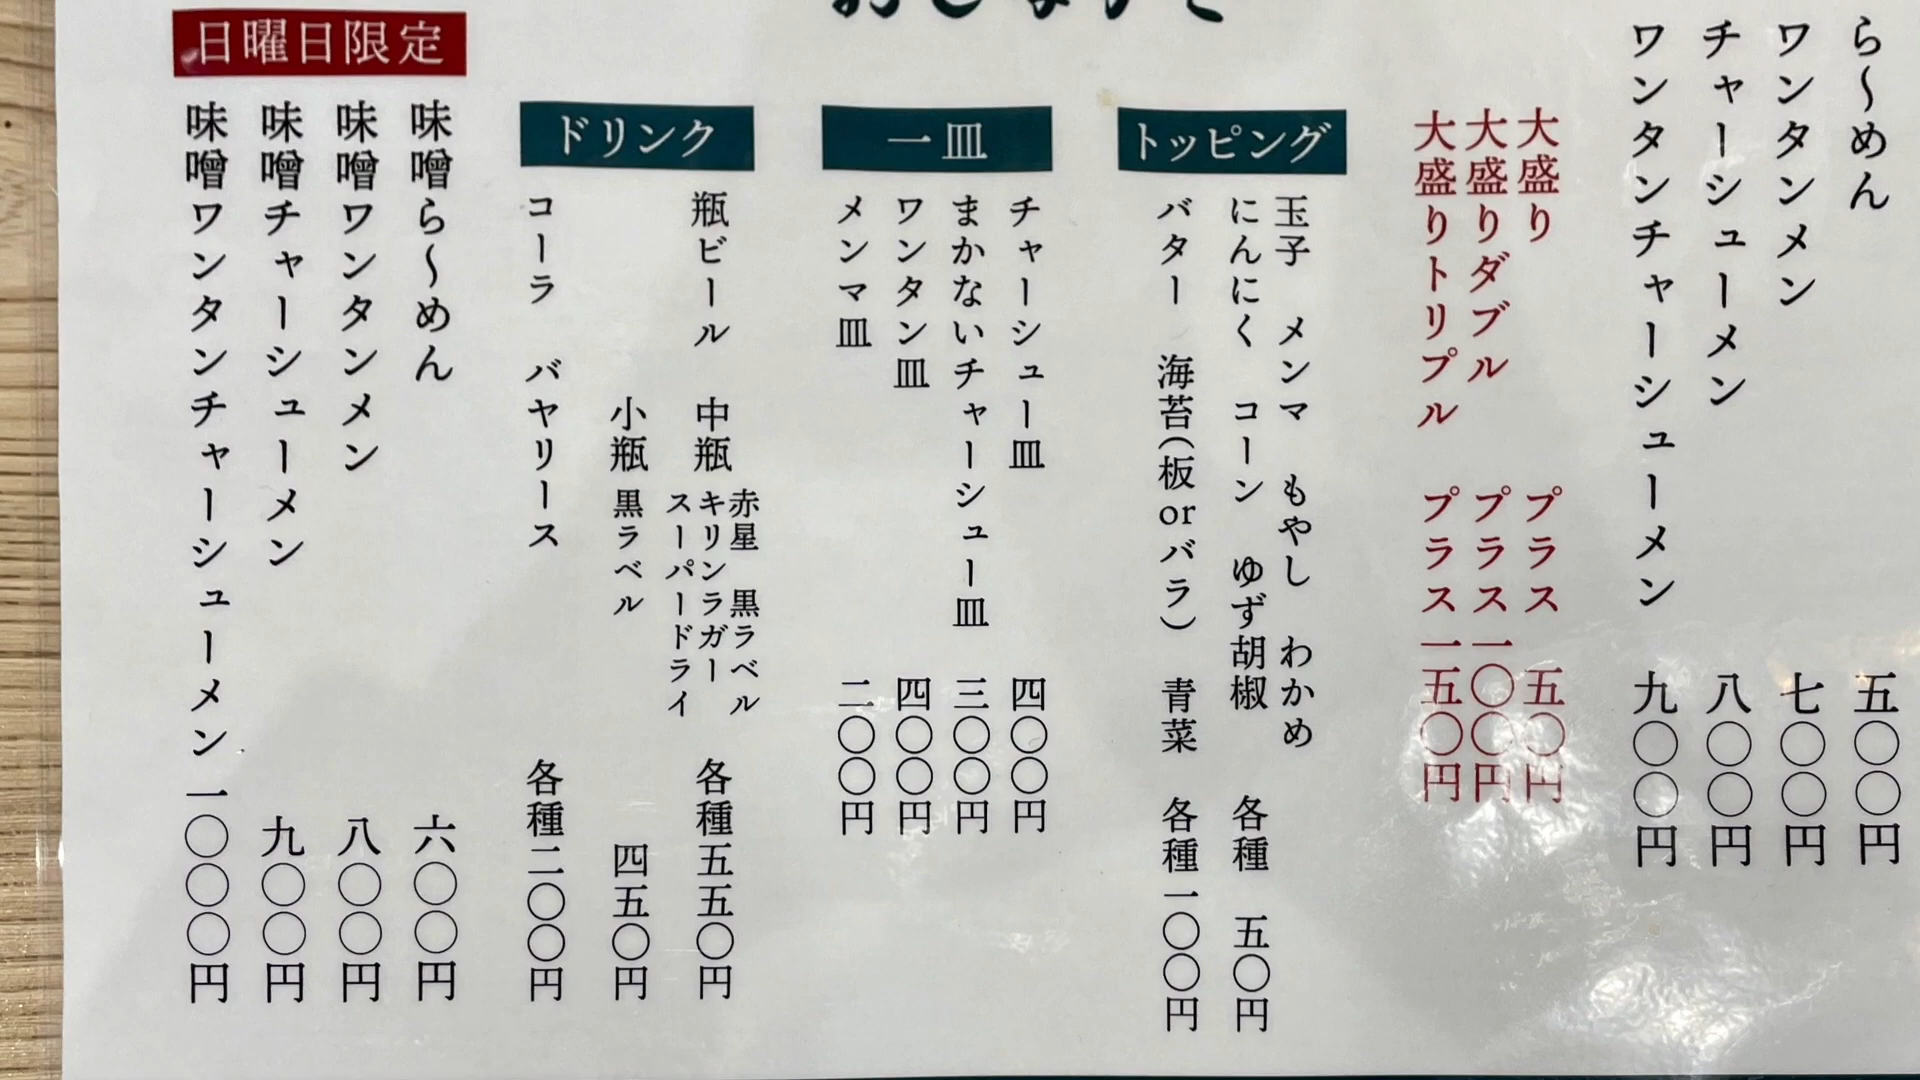 ら〜めん 五〇〇円
ワンタンメン 七〇〇円
チャーシューメン 八〇〇円
ワンタンチャーシューメン 九〇〇円
大盛り プラス 五〇円
大盛りダブル プラス一〇〇円
大盛りトリプル プラス一五〇円
トッピング
玉子 メンマ もやし わかめ
にんにく コーン ゆず胡椒 各種 五〇円
バター 海苔(板orバラ) 青菜 各種一〇〇円
一皿
チャーシュー皿 四〇〇円
まかないチャーシュー皿 三〇〇円
ワンタン皿 四〇〇円
メンマ皿 二〇〇円
ドリンク
瓶ビール 中瓶 赤星 黒ラベル
キリンラガー
スーパードライ 各種五五〇円
小瓶 黒ラベル 四五〇円
コーラ バヤリース 各種二〇〇円
日曜日限定
味噌ら〜めん 六〇〇円
味噌ワンタンメン 八〇〇円
味噌チャーシューメン 九〇〇円
味噌ワンタンチャーシューメン 一〇〇〇円